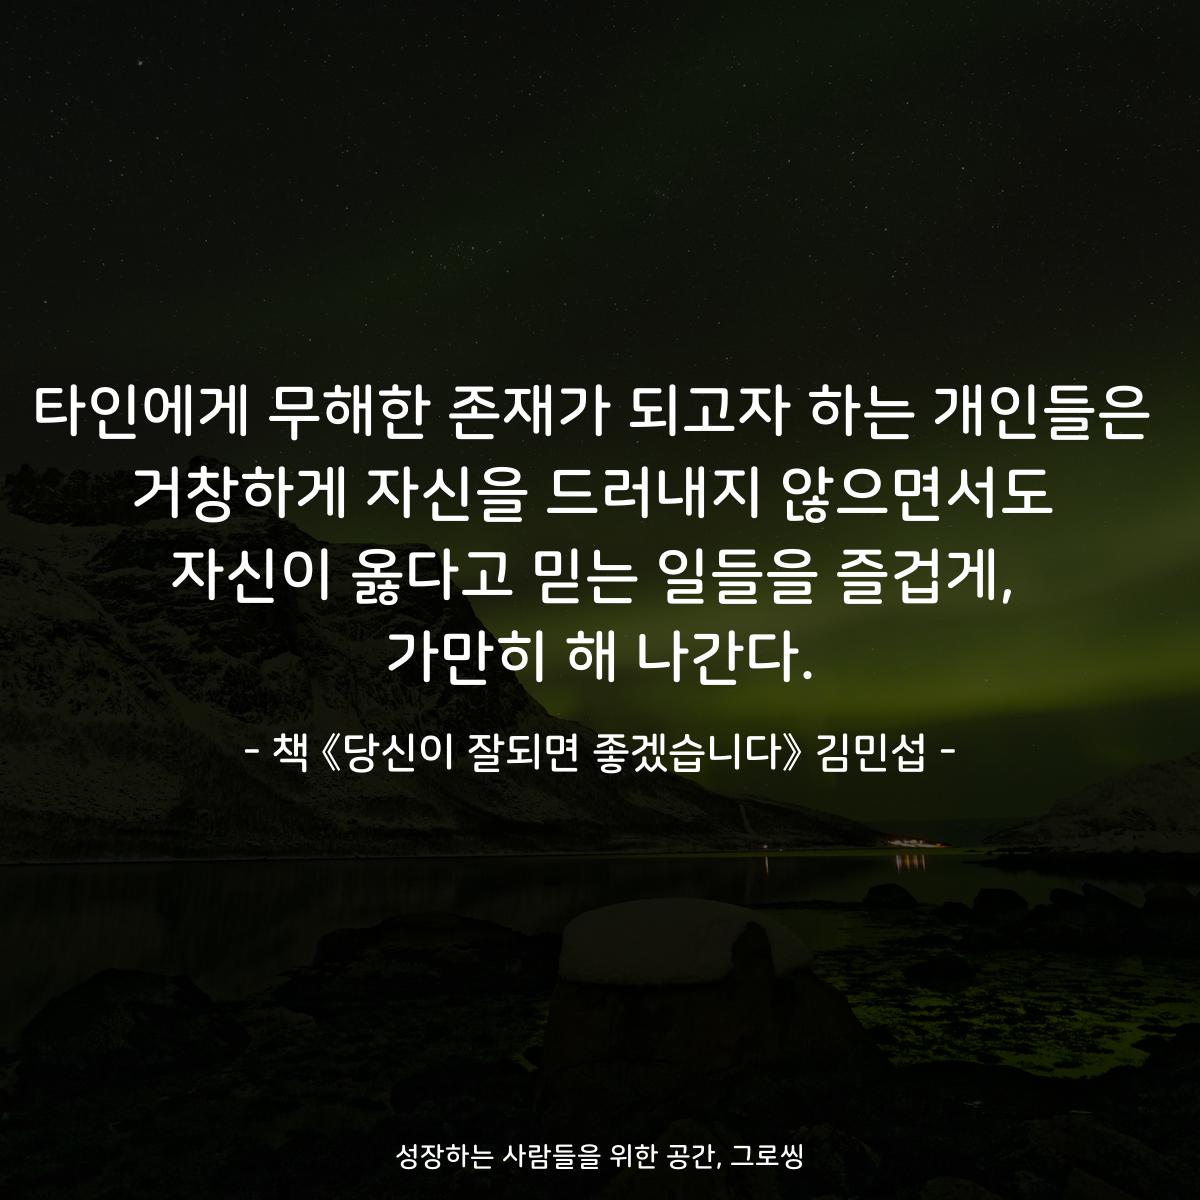 타인에게 무해한 존재가 되고자 하는 개인들은
거창하게 자신을 드러내지 않으면서도
자신이 옳다고 믿는 일들을 즐겁게,
가만히 해 나간다.
- 책 《당신이 잘되면 좋겠습니다》 김민섭 -
성장하는 사람들을 위한 공간, 그로씽